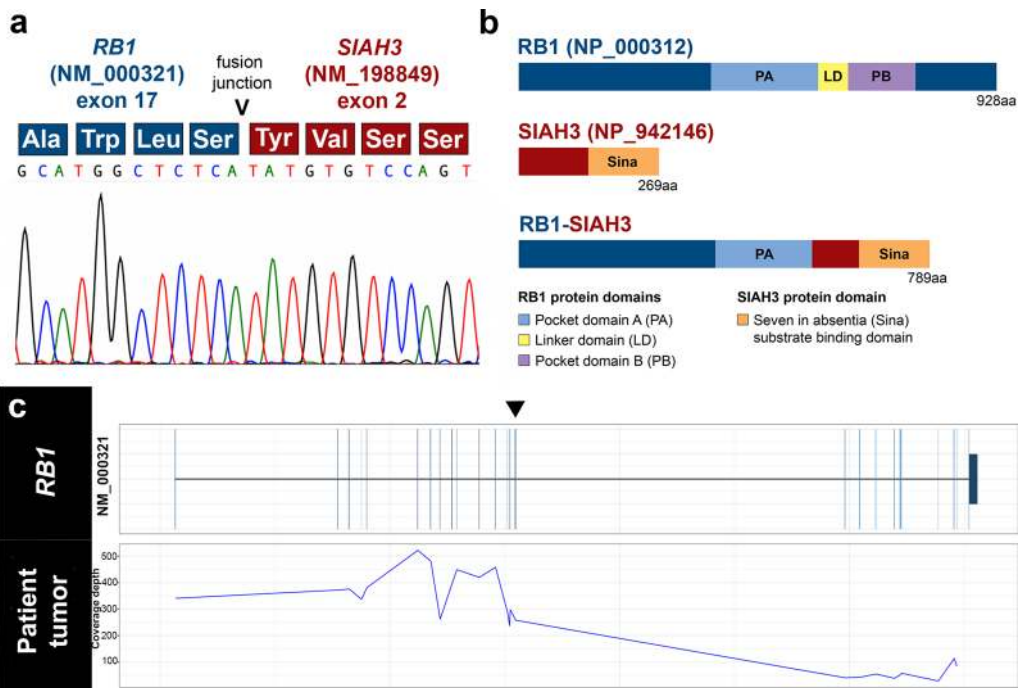 a
RB1
(NM_000321)
exon 17
fusion
junction
SIAH3
(NM_198849)
exon 2
Ala Trp Leu Ser Tyr Val Ser Ser
G C A T G G C T C T C A T A T G T G T C C A G T
b
RB1 (NP_000312)
PA LD PB
928aa
SIAH3 (NP_942146)
Sina
269aa
RB1-SIAH3
PA Sina
789aa
RB1 protein domains
Pocket domain A (PA)
Linker domain (LD)
Pocket domain B (PB)
SIAH3 protein domain
Seven in absentia (Sina)
substrate binding domain
c
RB1
NM_000321
Patient
tumor
Coverage depth
500
400
300
200
100